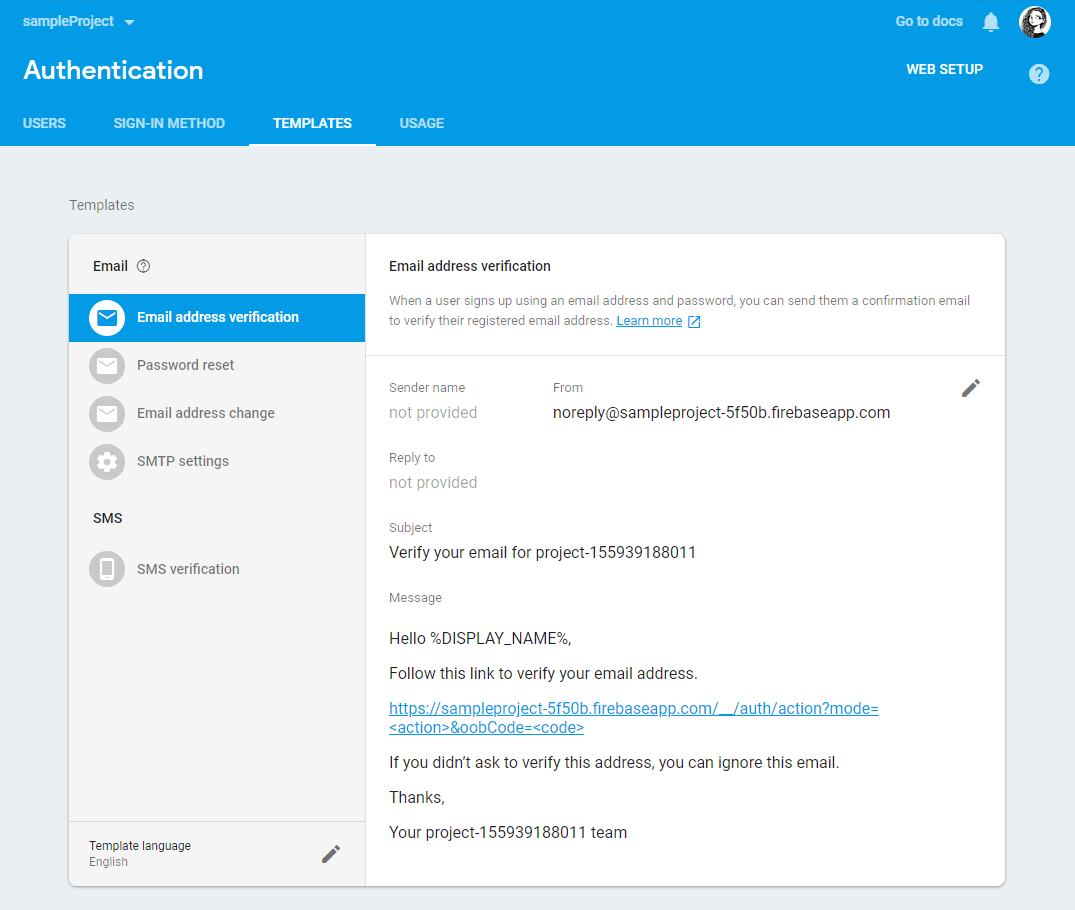 sampleProject
Go to docs
Authentication
WEB SETUP
?
USERS
SIGN-IN METHOD
TEMPLATES
USAGE
Templates
Email ?
Email address verification
Password reset
Email address change
SMTP settings
SMS
SMS verification
Template language
English
Email address verification
When a user signs up using an email address and password, you can send them a confirmation email
to verify their registered email address. Learn more
Sender name
not provided
From
noreply@sampleproject-5f50b.firebaseapp.com
Reply to
not provided
Subject
Verify your email for project-155939188011
Message
Hello %DISPLAY_NAME%,
Follow this link to verify your email address.
https://sampleproject-5f50b.firebaseapp.com/__/auth/action?mode=
<action>&oobCode=<code>
If you didn’t ask to verify this address, you can ignore this email.
Thanks,
Your project-155939188011 team